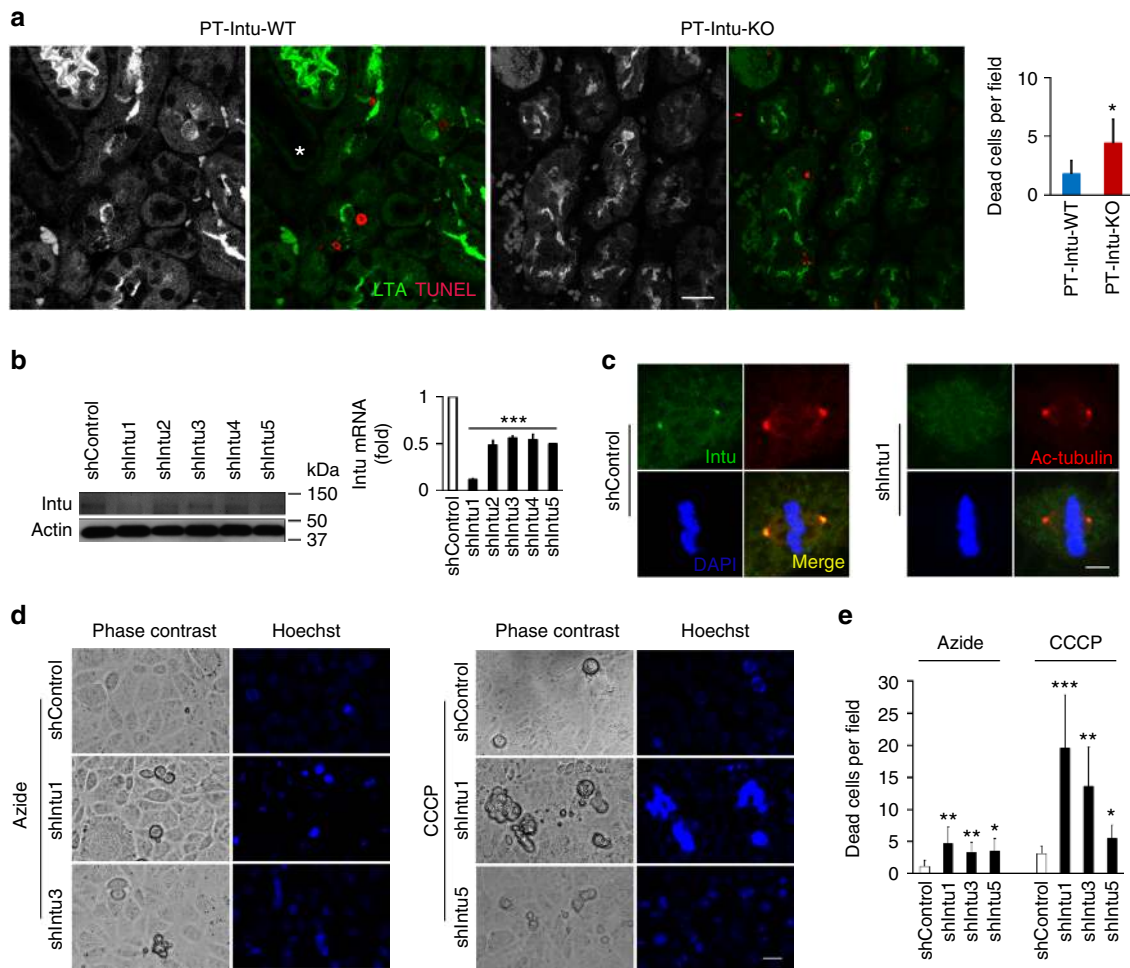 a
PT-Intu-WT
PT-Intu-KO
*
LTA TUNEL
Dead cells per field
10
5
0
*
PT-Intu-WT
PT-Intu-KO
b
shControl
shIntu1
shIntu2
shIntu3
shIntu4
shIntu5
kDa
Intu
150
Actin
50
37
Intu mRNA
(fold)
1
0.5
0
***
shControl
shIntu1
shIntu2
shIntu3
shIntu4
shIntu5
c
shControl
Intu
DAPI
Merge
shIntu1
Ac-tubulin
d
Phase contrast
Hoechst
Azide
shControl
shIntu1
shIntu3
Phase contrast
Hoechst
CCCP
shControl
shIntu1
shIntu5
e
Azide
CCCP
Dead cells per field
30
25
20
15
10
5
0
**
**
*
***
**
*
shControl
shIntu1
shIntu3
shIntu5
shControl
shIntu1
shIntu3
shIntu5